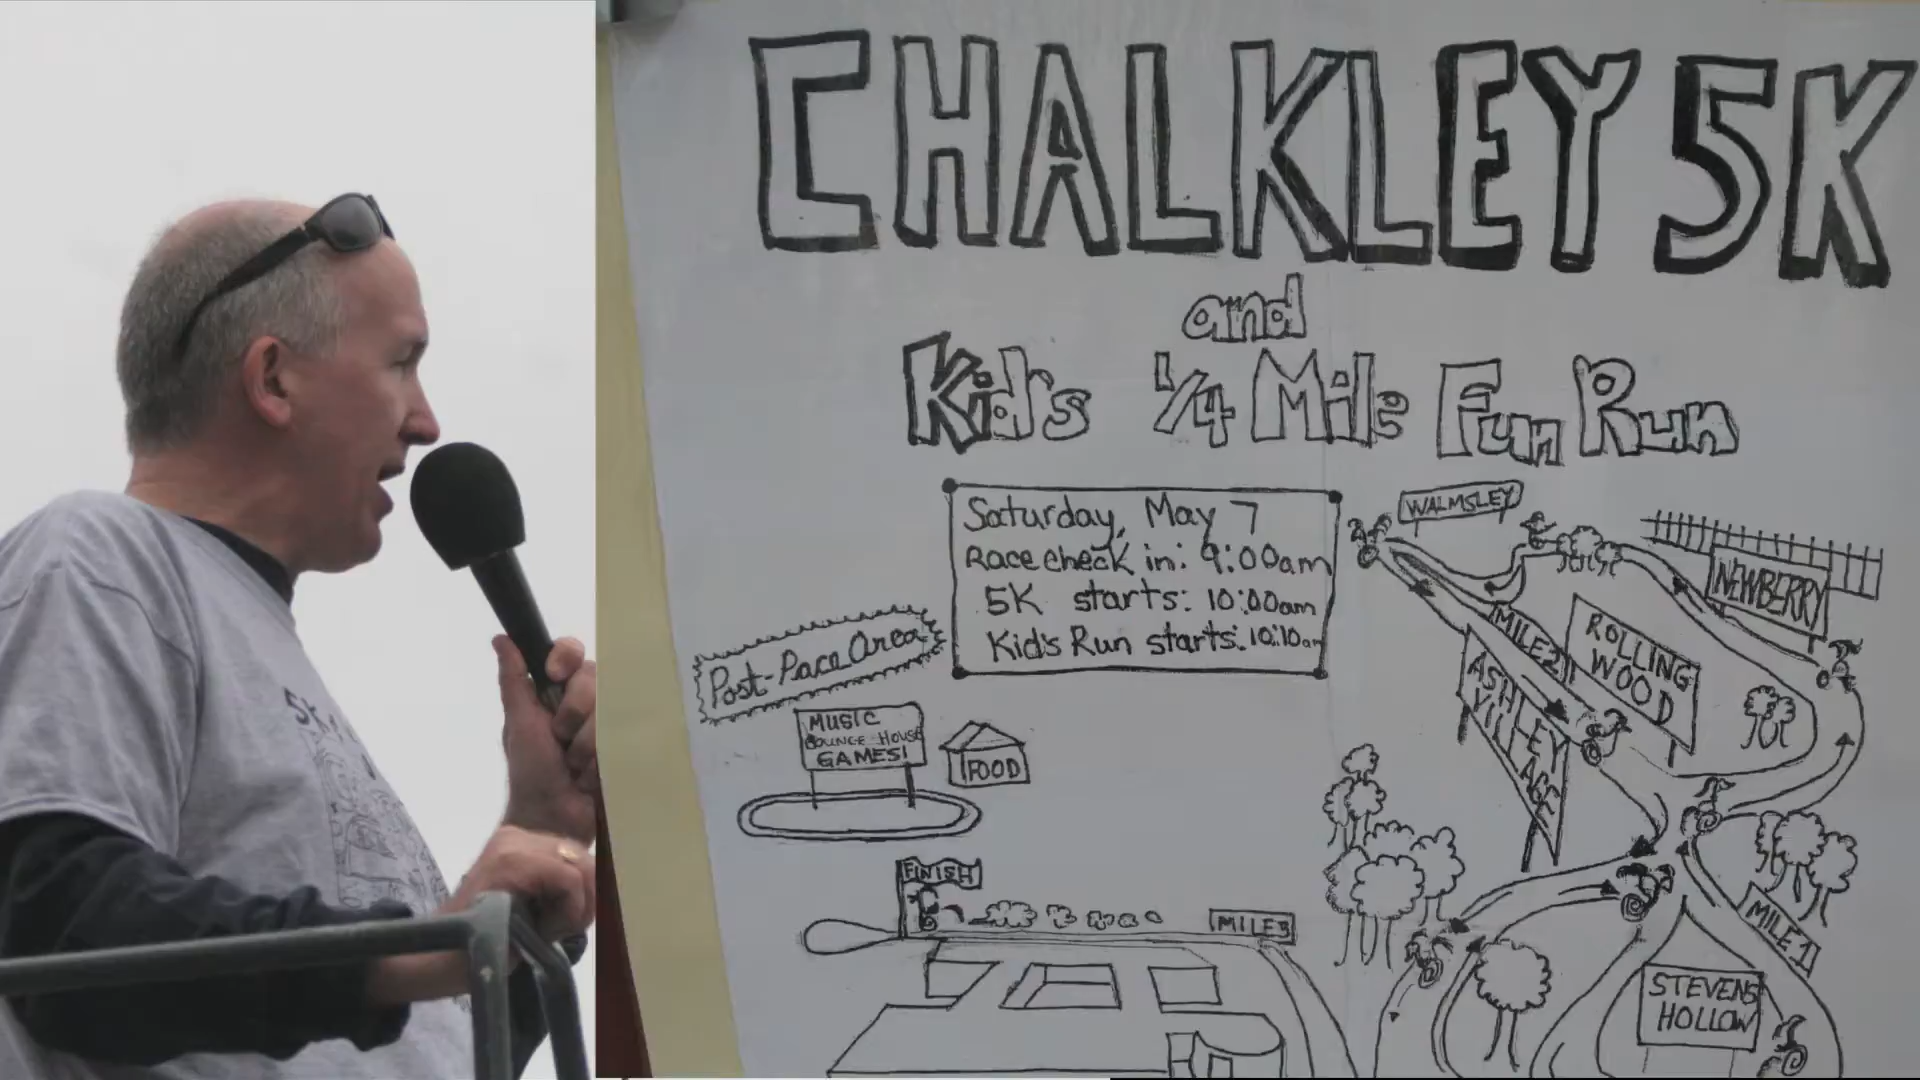 CHALKLEY 5K
and
Kid's 1/4 Mile Fun Run
Saturday, May 7
Race check in: 9:00am
5K starts: 10:00am
Kid's Run starts: 10:10am
Post-Race Area
MUSIC
BOUNCE HOUSE
GAMES!
FOOD
FINISH
MILE 3
WALMSLEY
NEWBERRY
MILE 2
ROLLING
WOOD
ASHLEY
VILLAGE
MILE 1
STEVENS
HOLLOW
5K